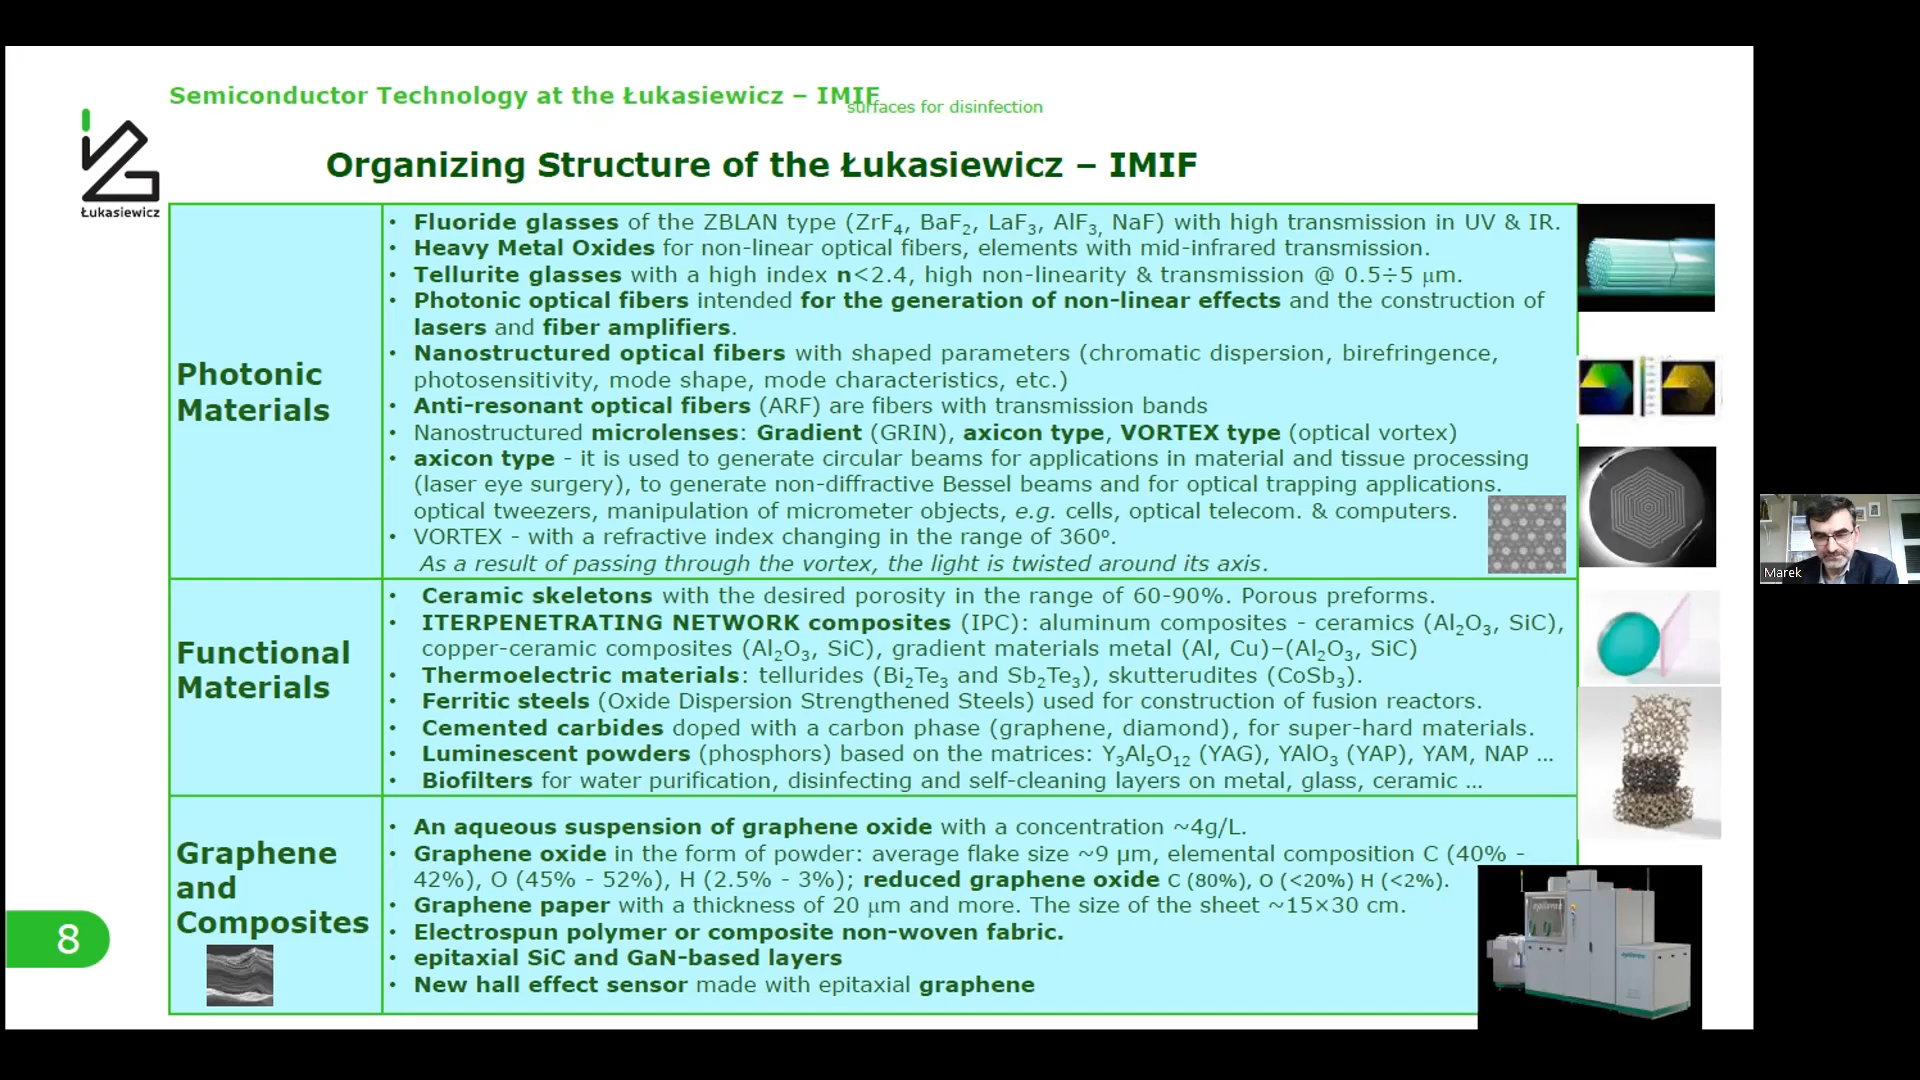 Semiconductor Technology at the Łukasiewicz – IMIF
surfaces for disinfection
Łukasiewicz
Organizing Structure of the Łukasiewicz – IMIF
Photonic
Materials
• Fluoride glasses of the ZBLAN type (ZrF₄, BaF₂, LaF₃, AlF₃, NaF) with high transmission in UV & IR.
• Heavy Metal Oxides for non-linear optical fibers, elements with mid-infrared transmission.
• Tellurite glasses with a high index n<2.4, high non-linearity & transmission @ 0.5÷5 μm.
• Photonic optical fibers intended for the generation of non-linear effects and the construction of
lasers and fiber amplifiers.
• Nanostructured optical fibers with shaped parameters (chromatic dispersion, birefringence,
photosensitivity, mode shape, mode characteristics, etc.)
• Anti-resonant optical fibers (ARF) are fibers with transmission bands
• Nanostructured microlenses: Gradient (GRIN), axicon type, VORTEX type (optical vortex)
• axicon type - it is used to generate circular beams for applications in material and tissue processing
(laser eye surgery), to generate non-diffractive Bessel beams and for optical trapping applications.
optical tweezers, manipulation of micrometer objects, e.g. cells, optical telecom. & computers.
• VORTEX - with a refractive index changing in the range of 360º.
As a result of passing through the vortex, the light is twisted around its axis.
Functional
Materials
• Ceramic skeletons with the desired porosity in the range of 60-90%. Porous preforms.
• ITERPENETRATING NETWORK composites (IPC): aluminum composites - ceramics (Al₂O₃, SiC),
copper-ceramic composites (Al₂O₃, SiC), gradient materials metal (Al, Cu)–(Al₂O₃, SiC)
• Thermoelectric materials: tellurides (Bi₂Te₃ and Sb₂Te₃), skutterudites (CoSb₃).
• Ferritic steels (Oxide Dispersion Strengthened Steels) used for construction of fusion reactors.
• Cemented carbides doped with a carbon phase (graphene, diamond), for super-hard materials.
• Luminescent powders (phosphors) based on the matrices: Y₃Al₅O₁₂ (YAG), YAlO₃ (YAP), YAM, NAP ...
• Biofilters for water purification, disinfecting and self-cleaning layers on metal, glass, ceramic ...
Graphene
and
Composites
• An aqueous suspension of graphene oxide with a concentration ~4g/L.
• Graphene oxide in the form of powder: average flake size ~9 μm, elemental composition C (40% -
42%), O (45% - 52%), H (2.5% - 3%); reduced graphene oxide C (80%), O (<20%) H (<2%).
• Graphene paper with a thickness of 20 μm and more. The size of the sheet ~15×30 cm.
• Electrospun polymer or composite non-woven fabric.
• epitaxial SiC and GaN-based layers
• New hall effect sensor made with epitaxial graphene
8
Marek